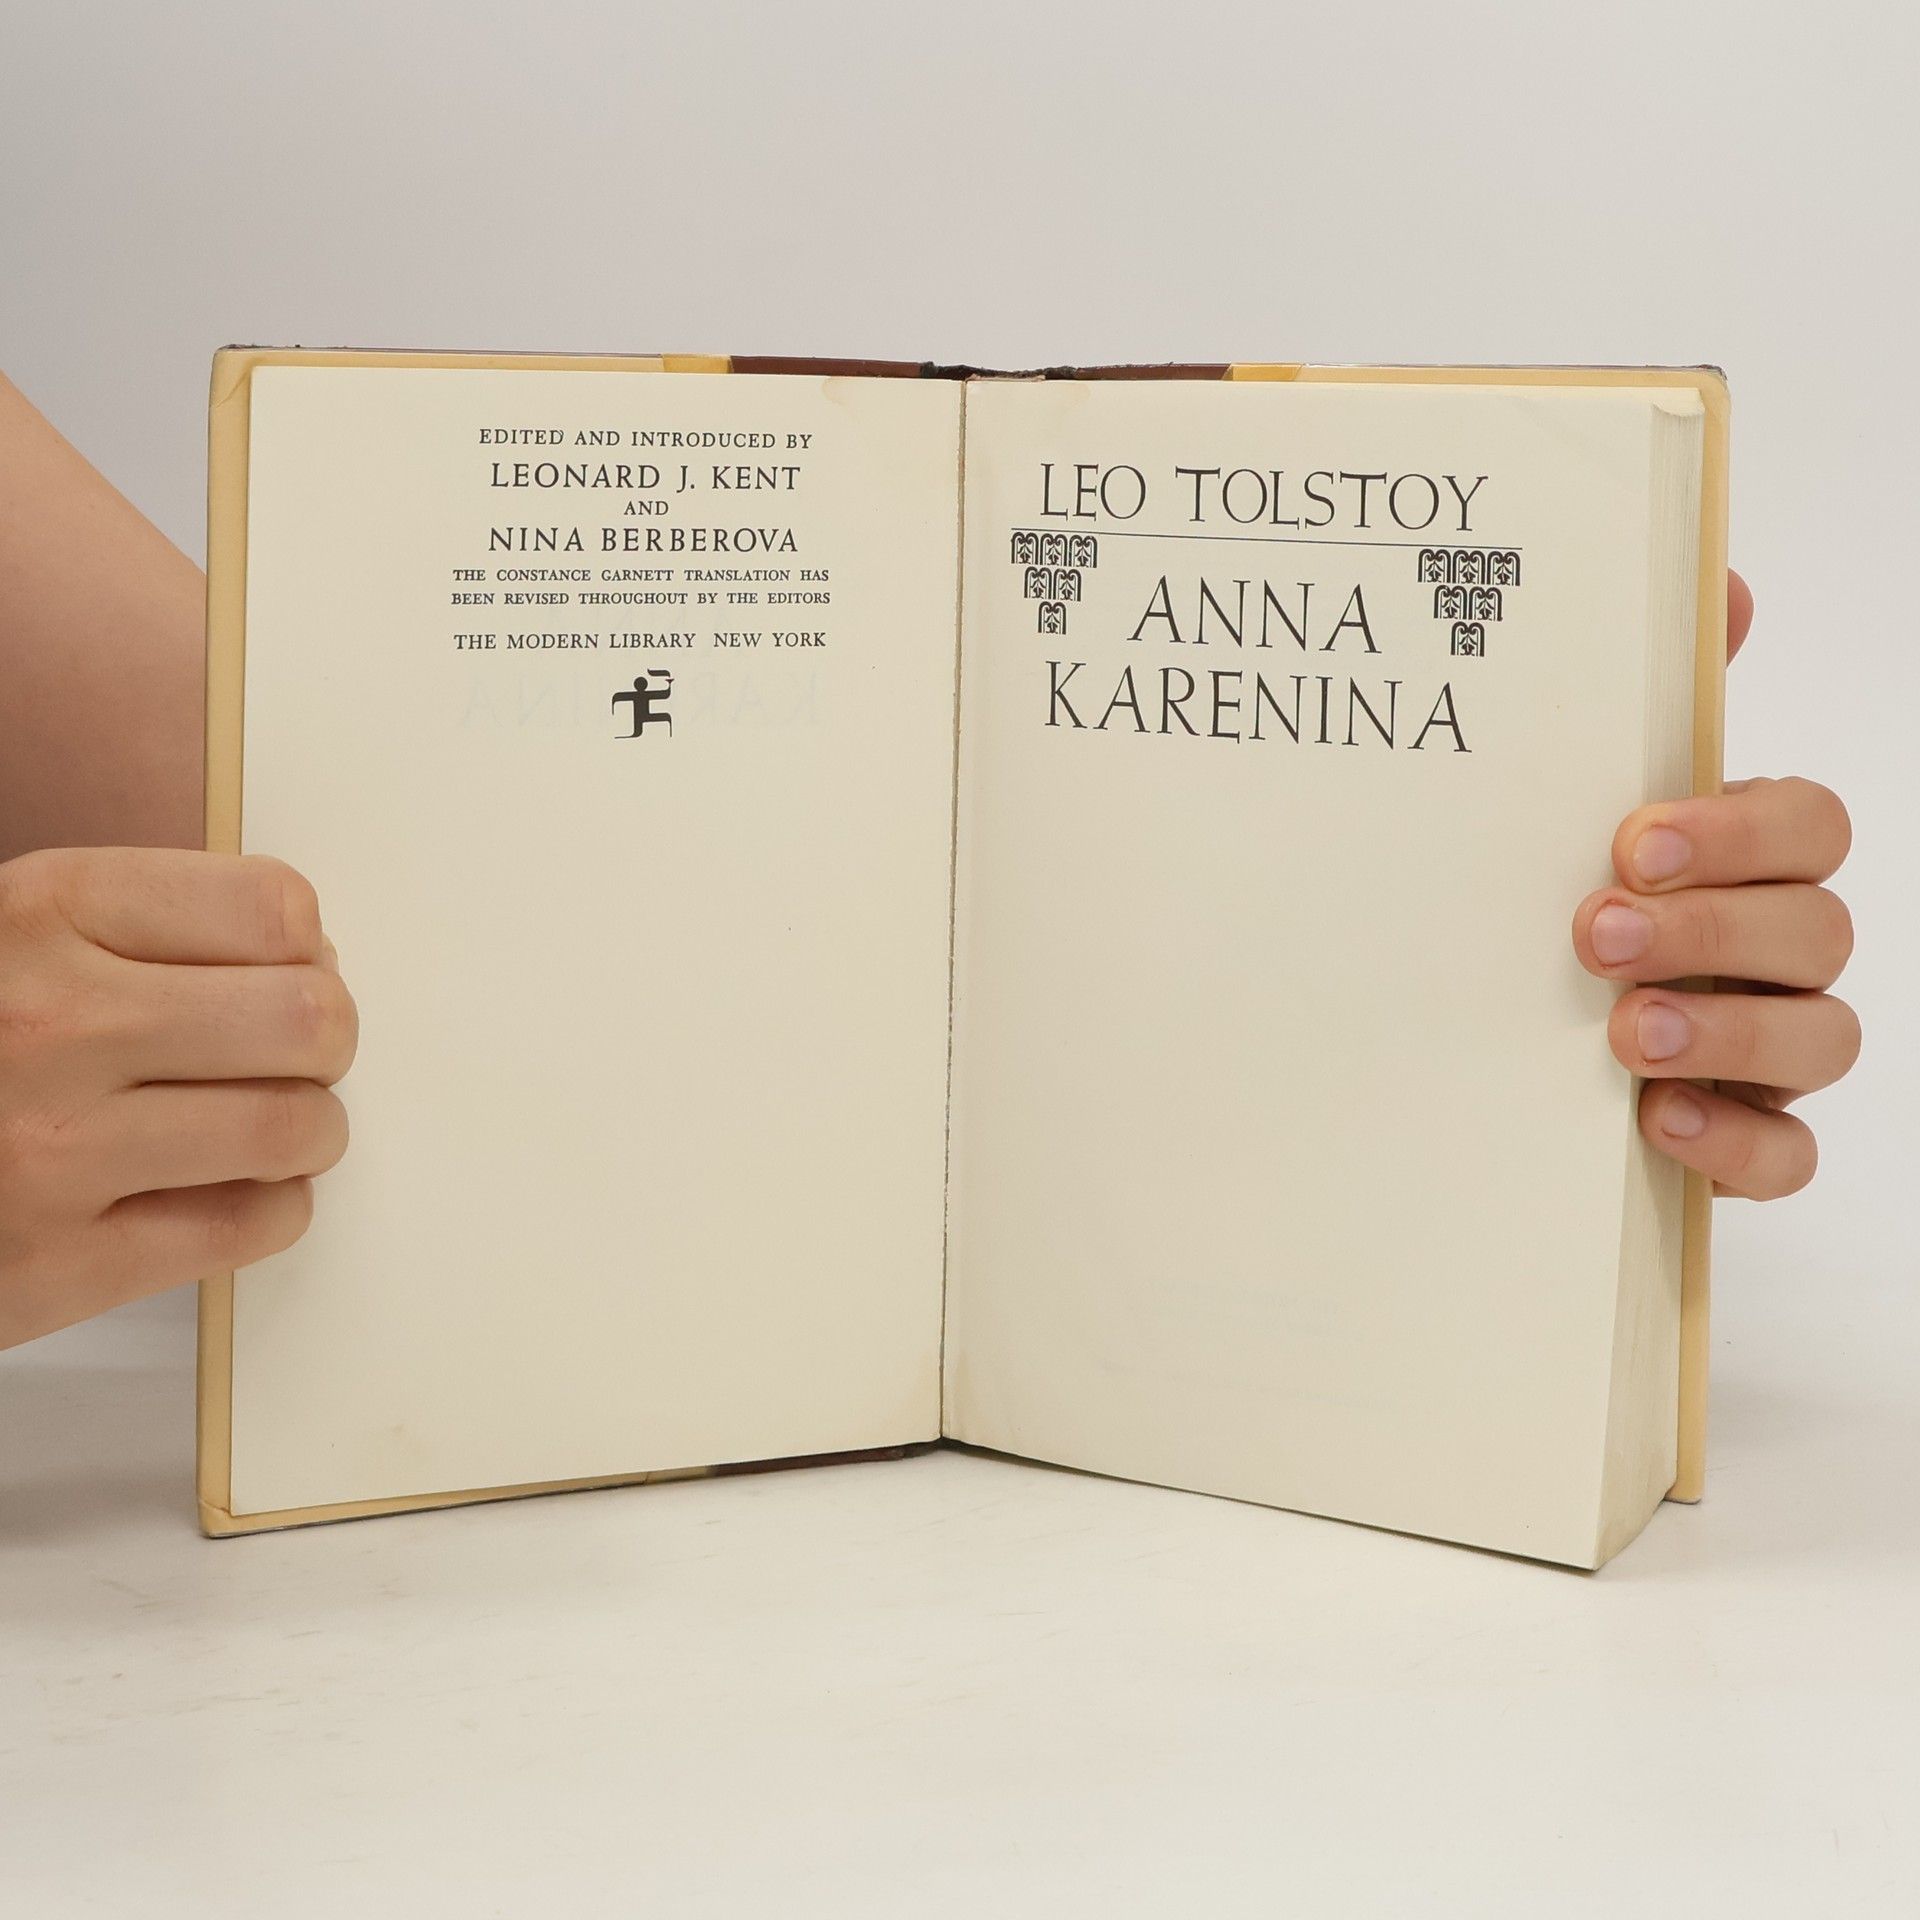 EDITED AND INTRODUCED BY
LEONARD J. KENT
AND
NINA BERBEROVA
THE CONSTANCE GARNETT TRANSLATION HAS
BEEN REVISED THROUGHOUT BY THE EDITORS
THE MODERN LIBRARY NEW YORK
LEO TOLSTOY
ANNA
KARENINA